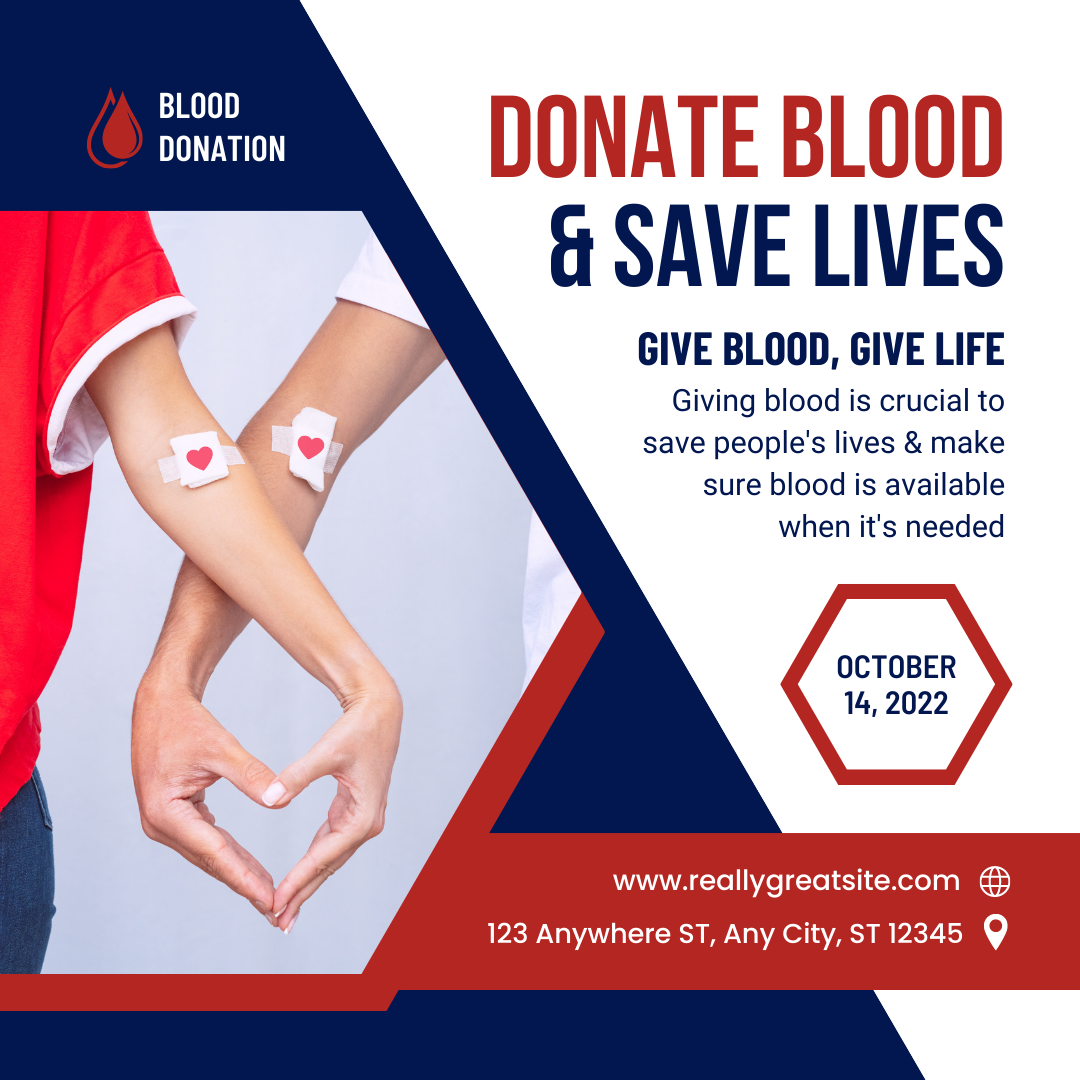 BLOOD
DONATION
DONATE BLOOD
& SAVE LIVES
GIVE BLOOD, GIVE LIFE
Giving blood is crucial to
save people's lives & make
sure blood is available
when it's needed
OCTOBER
14, 2022
www.reallygreatsite.com
123 Anywhere ST, Any City, ST 12345